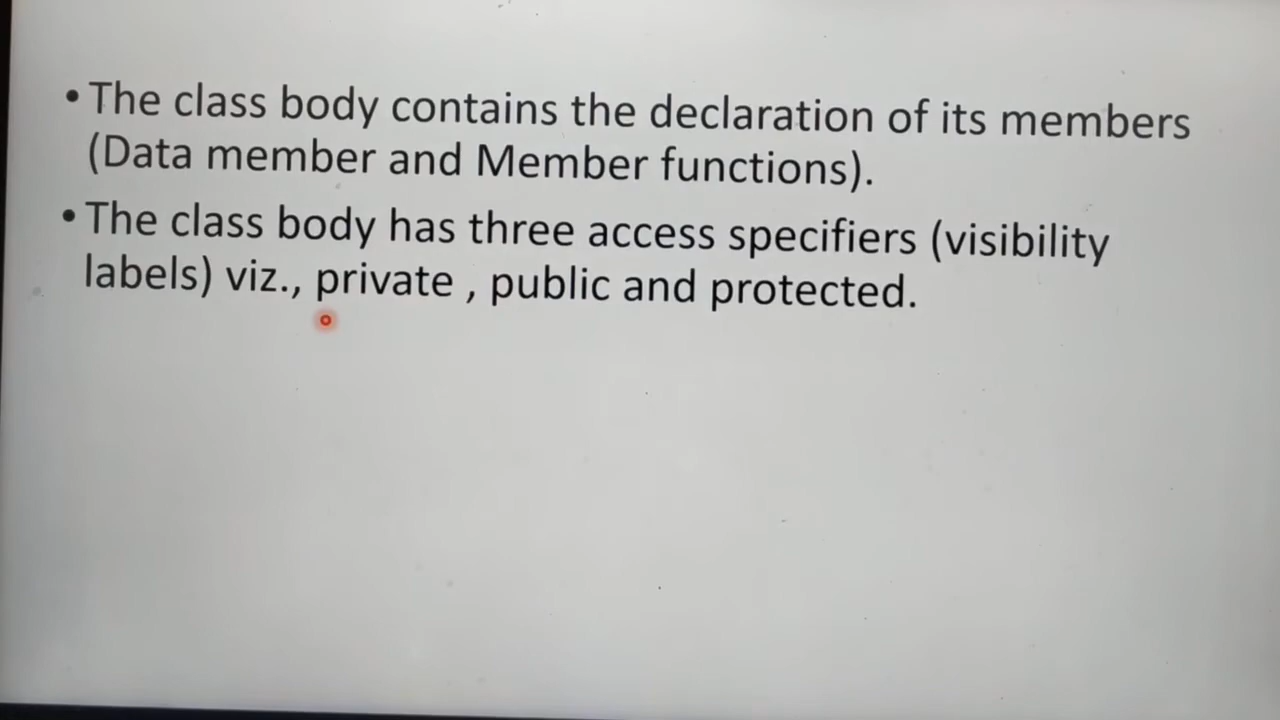 • The class body contains the declaration of its members
(Data member and Member functions).
• The class body has three access specifiers (visibility
labels) viz., private , public and protected.